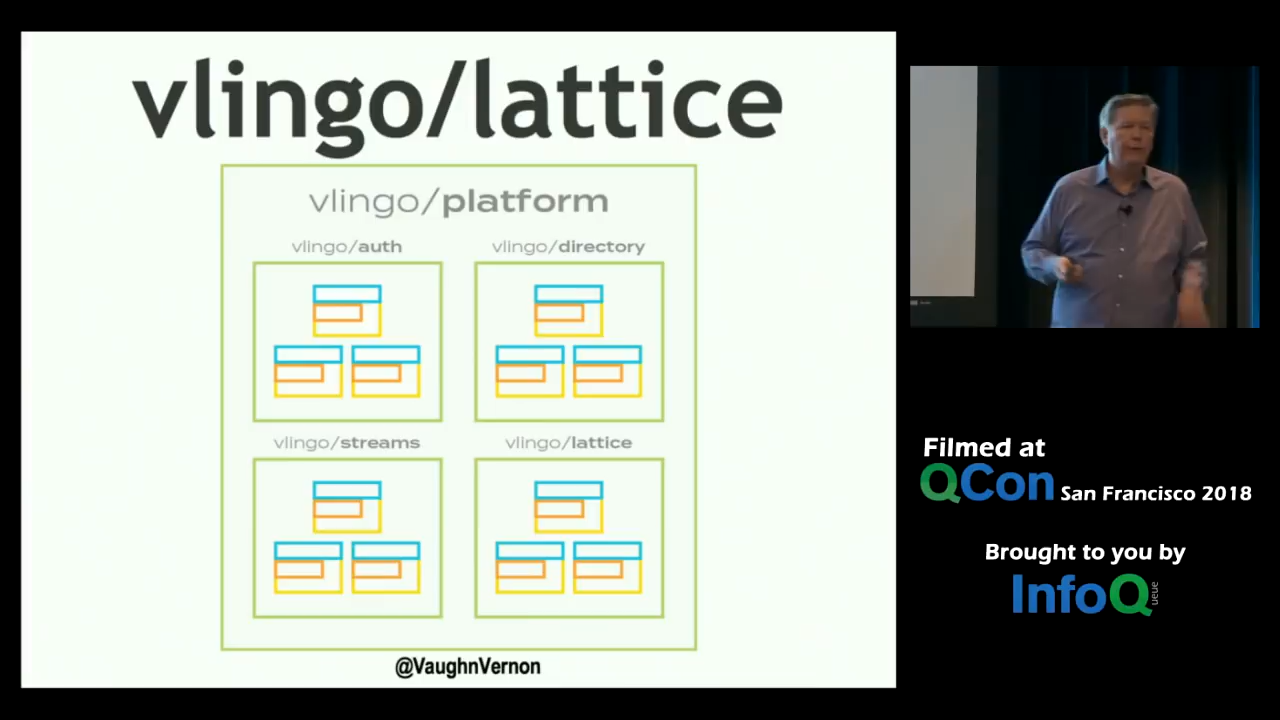 vlingo/lattice
vlingo/platform
vlingo/auth
vlingo/directory
vlingo/streams
vlingo/lattice
@VaughnVernon
Filmed at
QCon San Francisco 2018
Brought to you by
InfoQueue